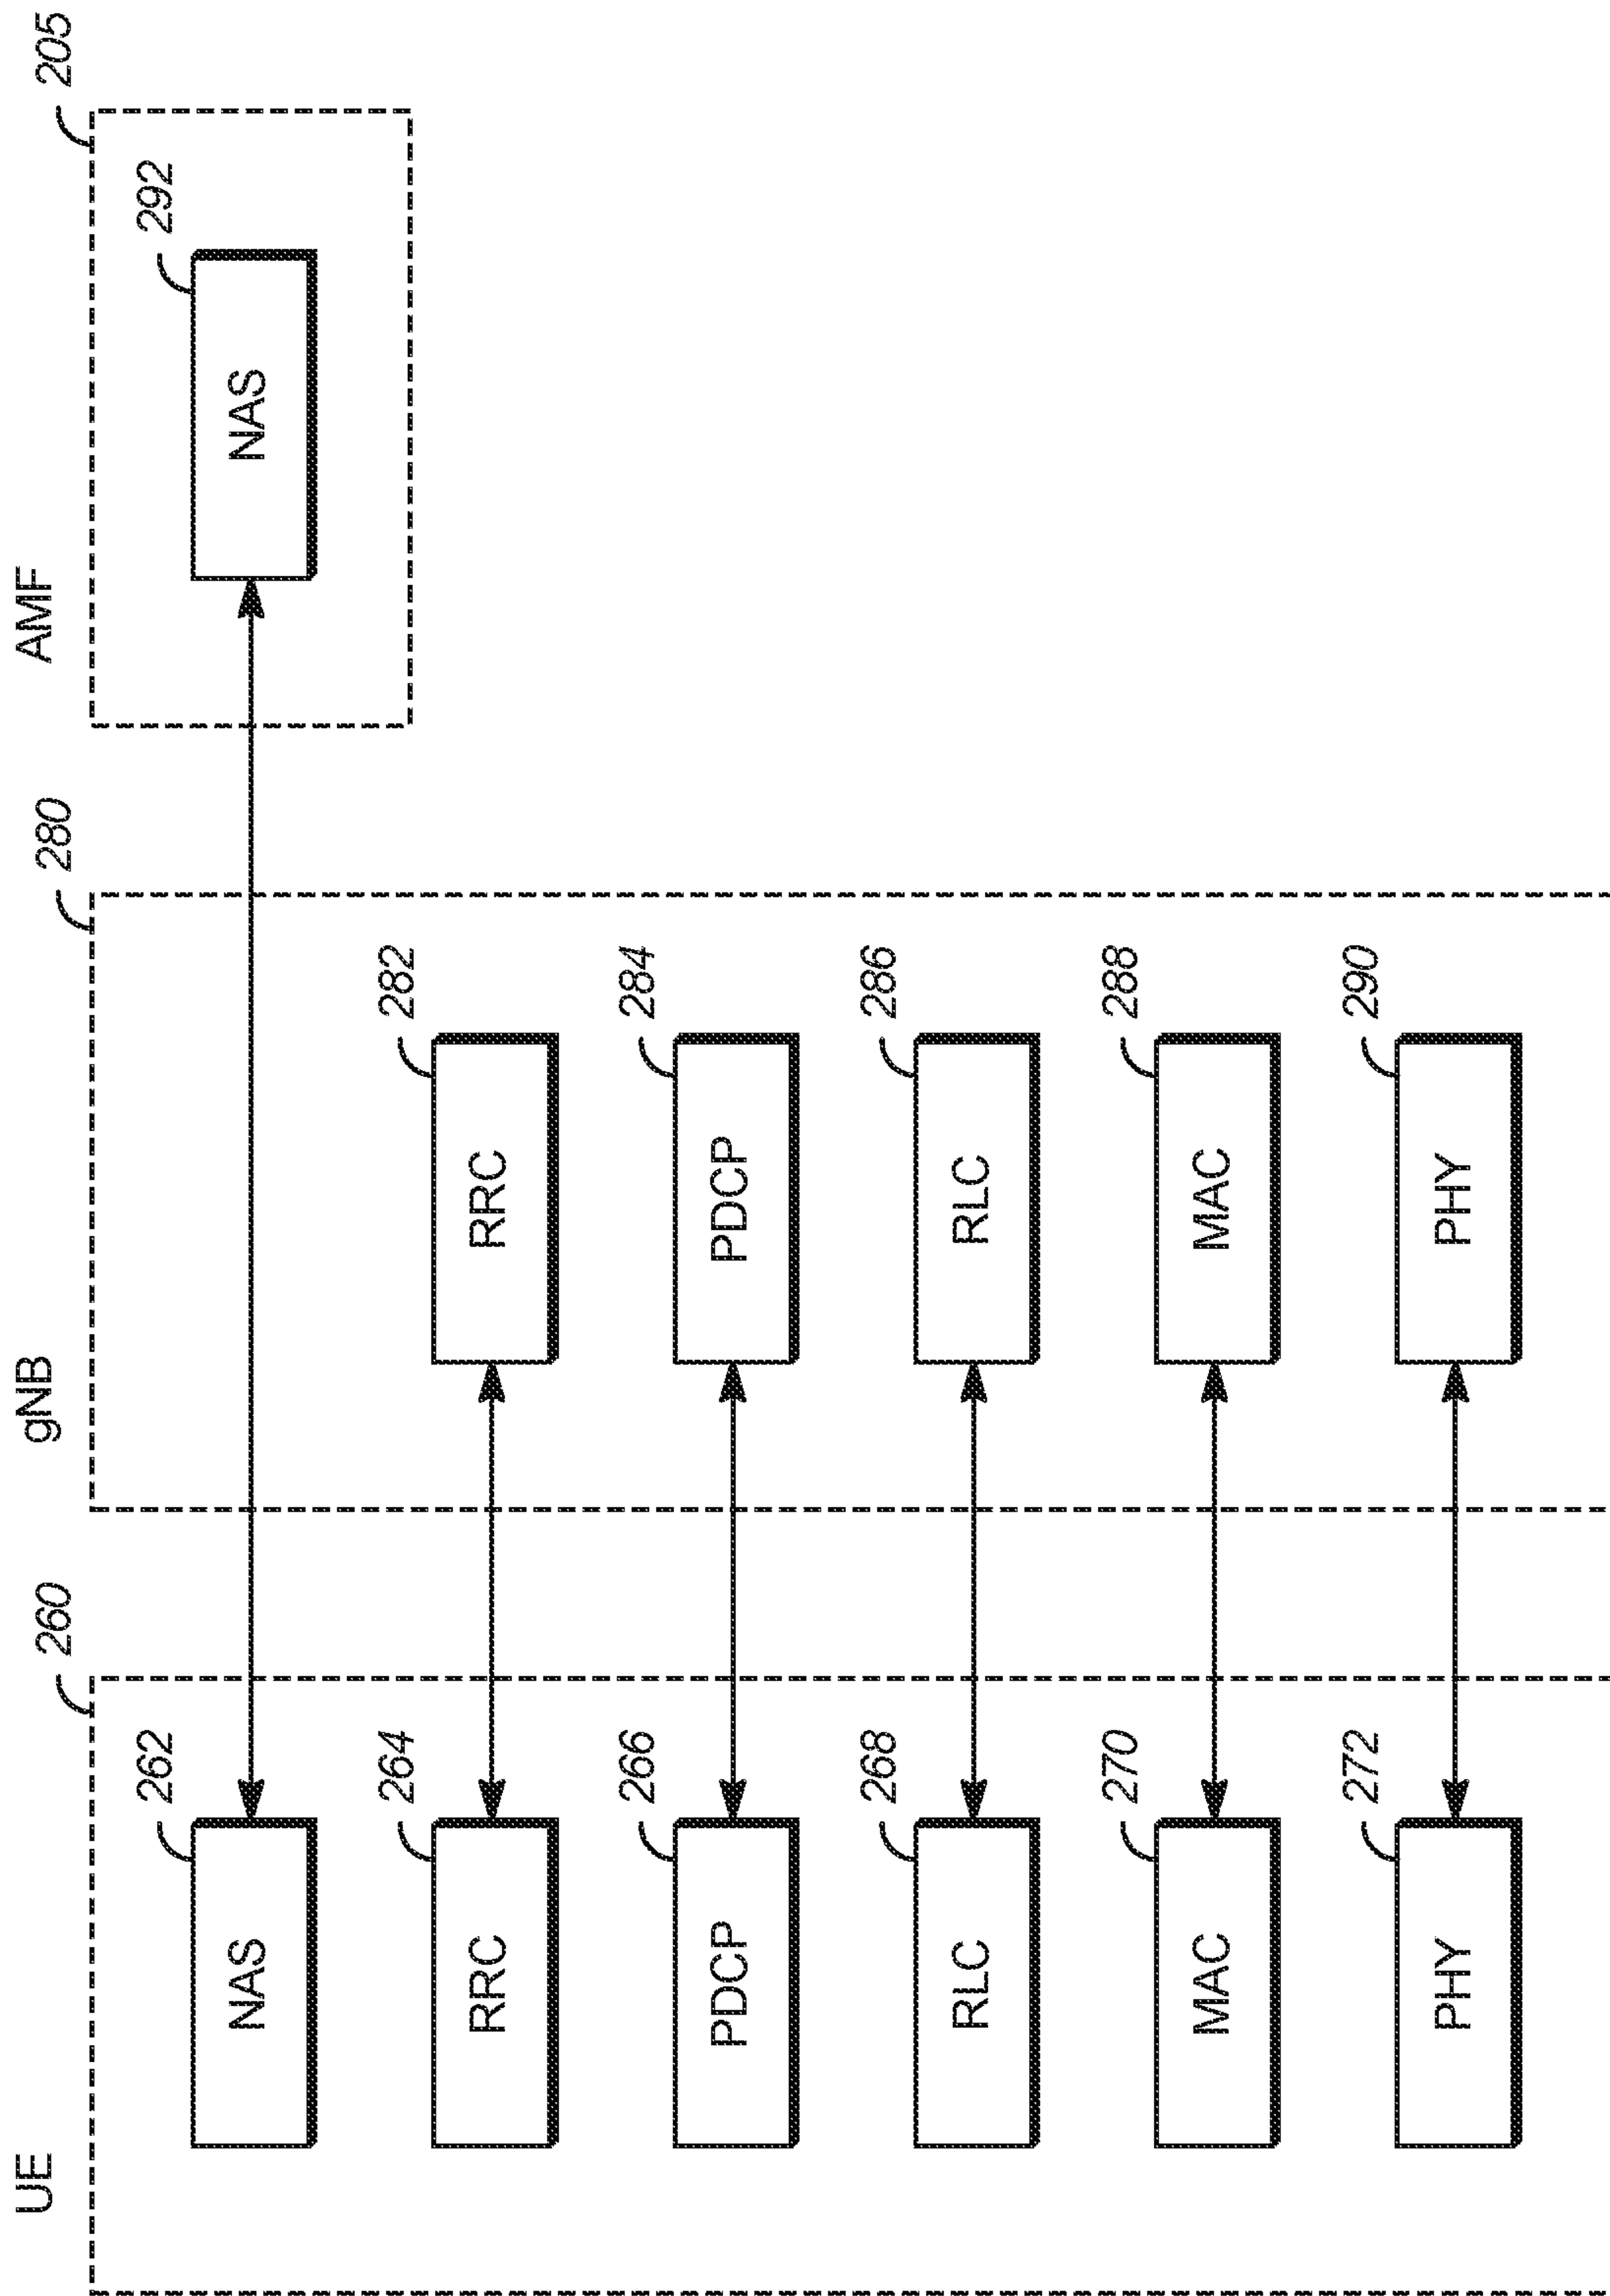 UE
gNB
AMF
260
280
205
262
292
NAS
NAS
264
282
RRC
RRC
266
284
PDCP
PDCP
268
286
RLC
RLC
270
288
MAC
MAC
272
290
PHY
PHY